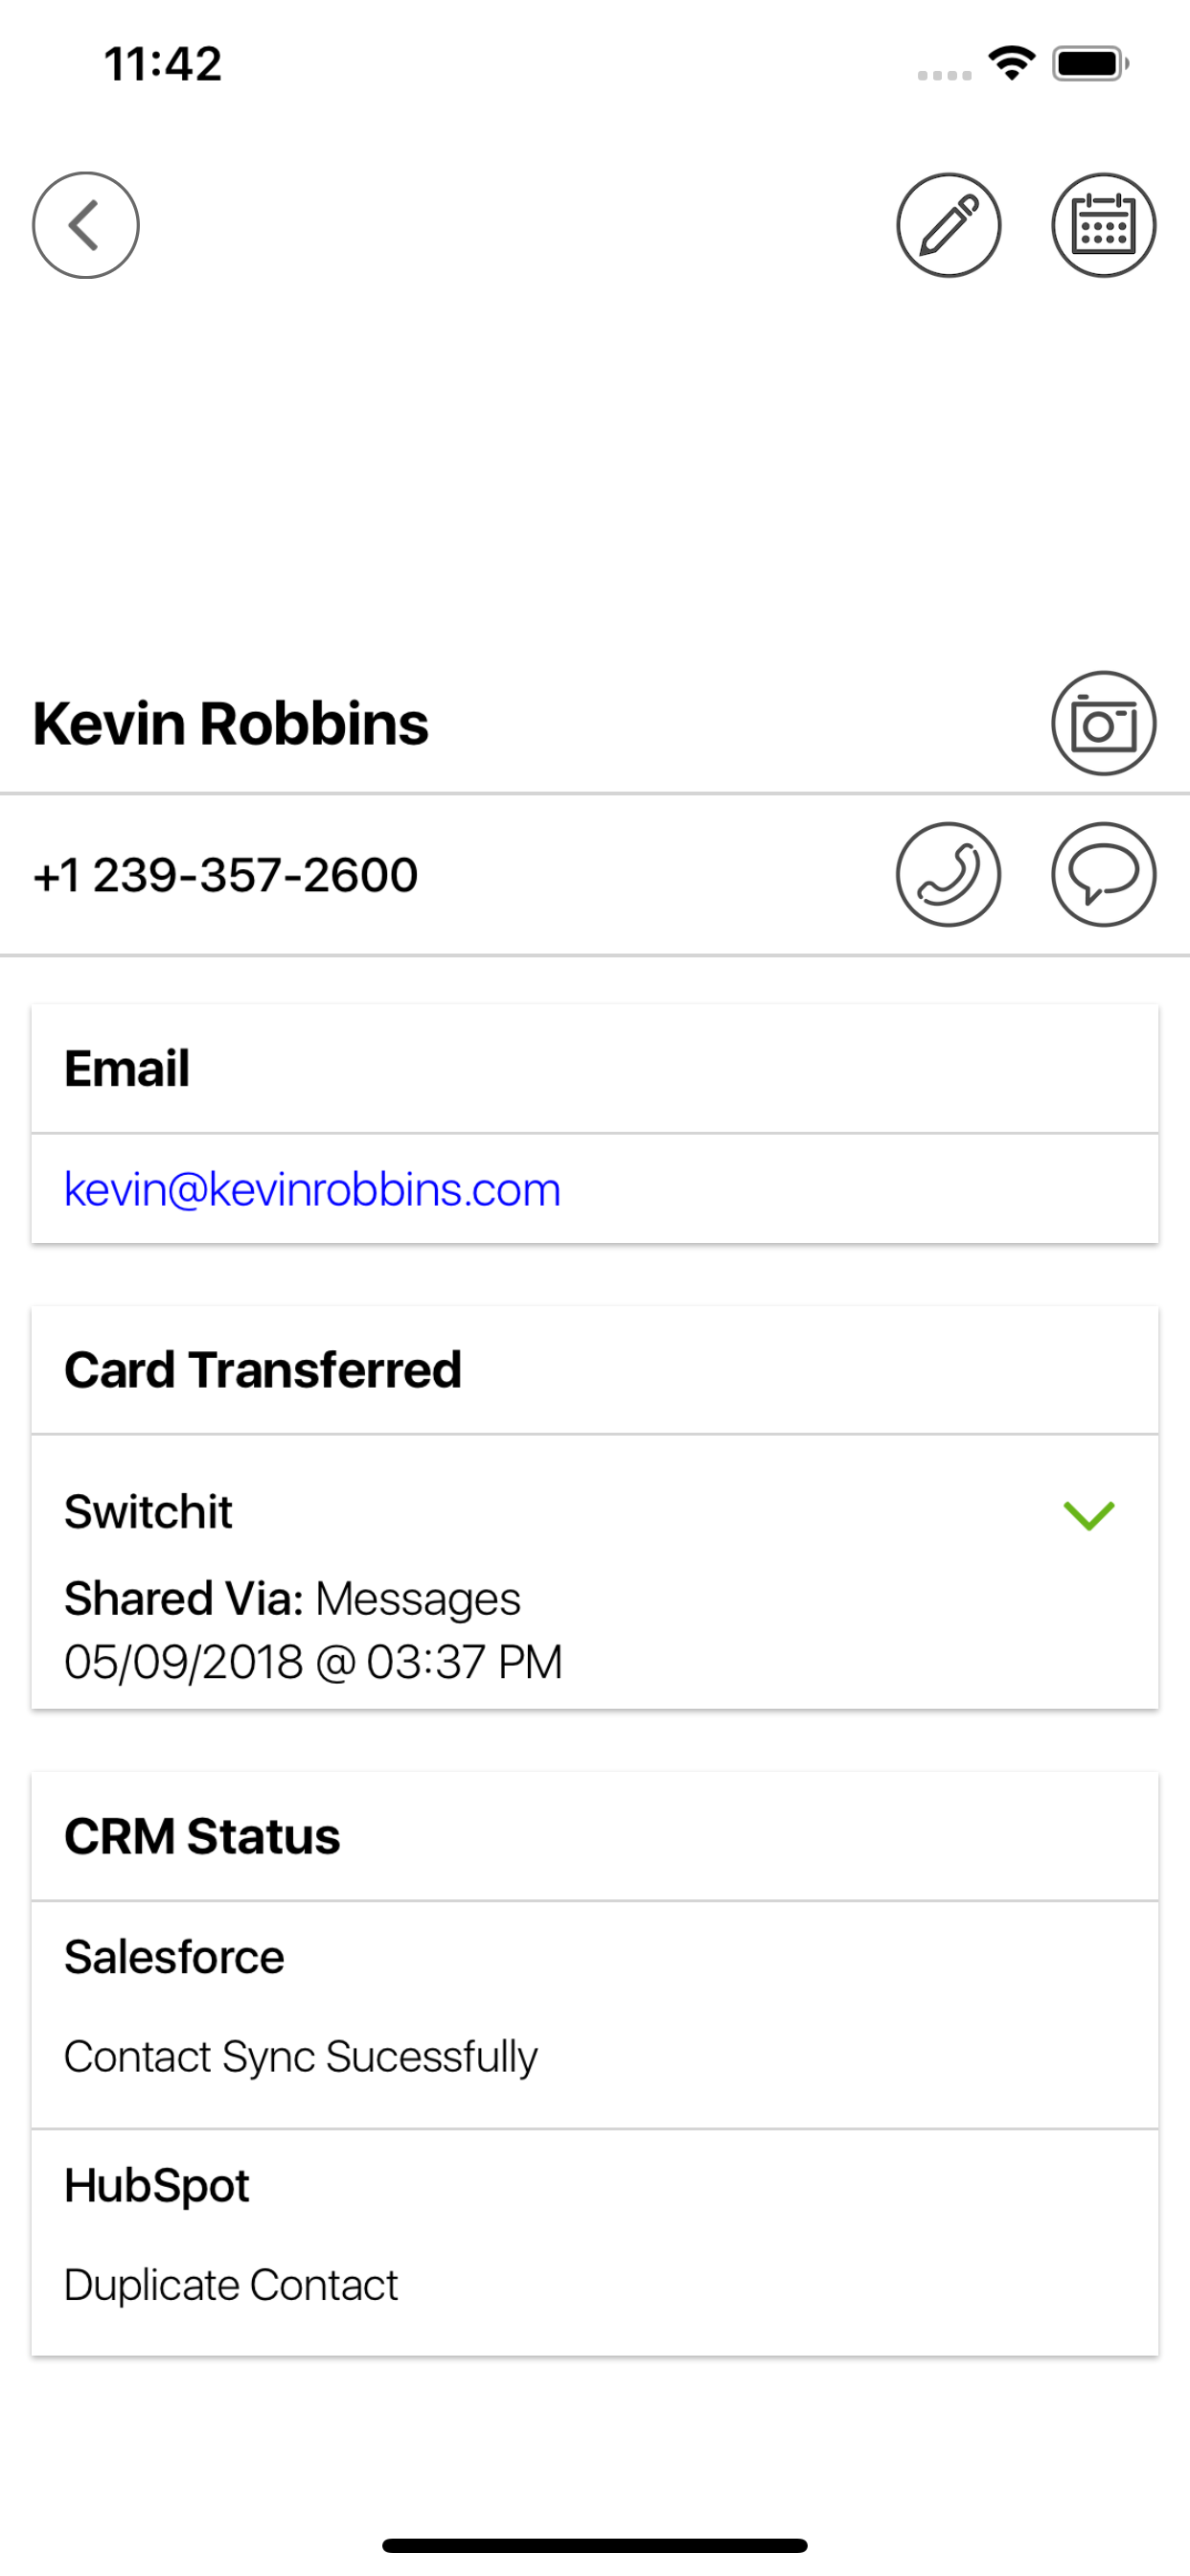 11:42
Kevin Robbins
+1 239-357-2600
Email
kevin@kevinrobbins.com
Card Transferred
Switchit
Shared Via: Messages
05/09/2018 @ 03:37 PM
CRM Status
Salesforce
Contact Sync Sucessfully
HubSpot
Duplicate Contact